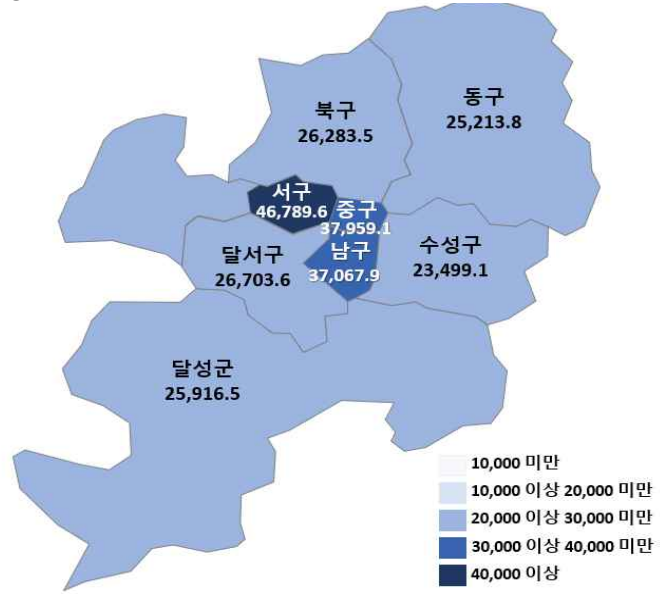 북구
26,283.5
동구
25,213.8
서구
46,789.6
중구
37,959.1
남구
37,067.9
달서구
26,703.6
수성구
23,499.1
달성군
25,916.5
10,000 미만
10,000 이상 20,000 미만
20,000 이상 30,000 미만
30,000 이상 40,000 미만
40,000 이상